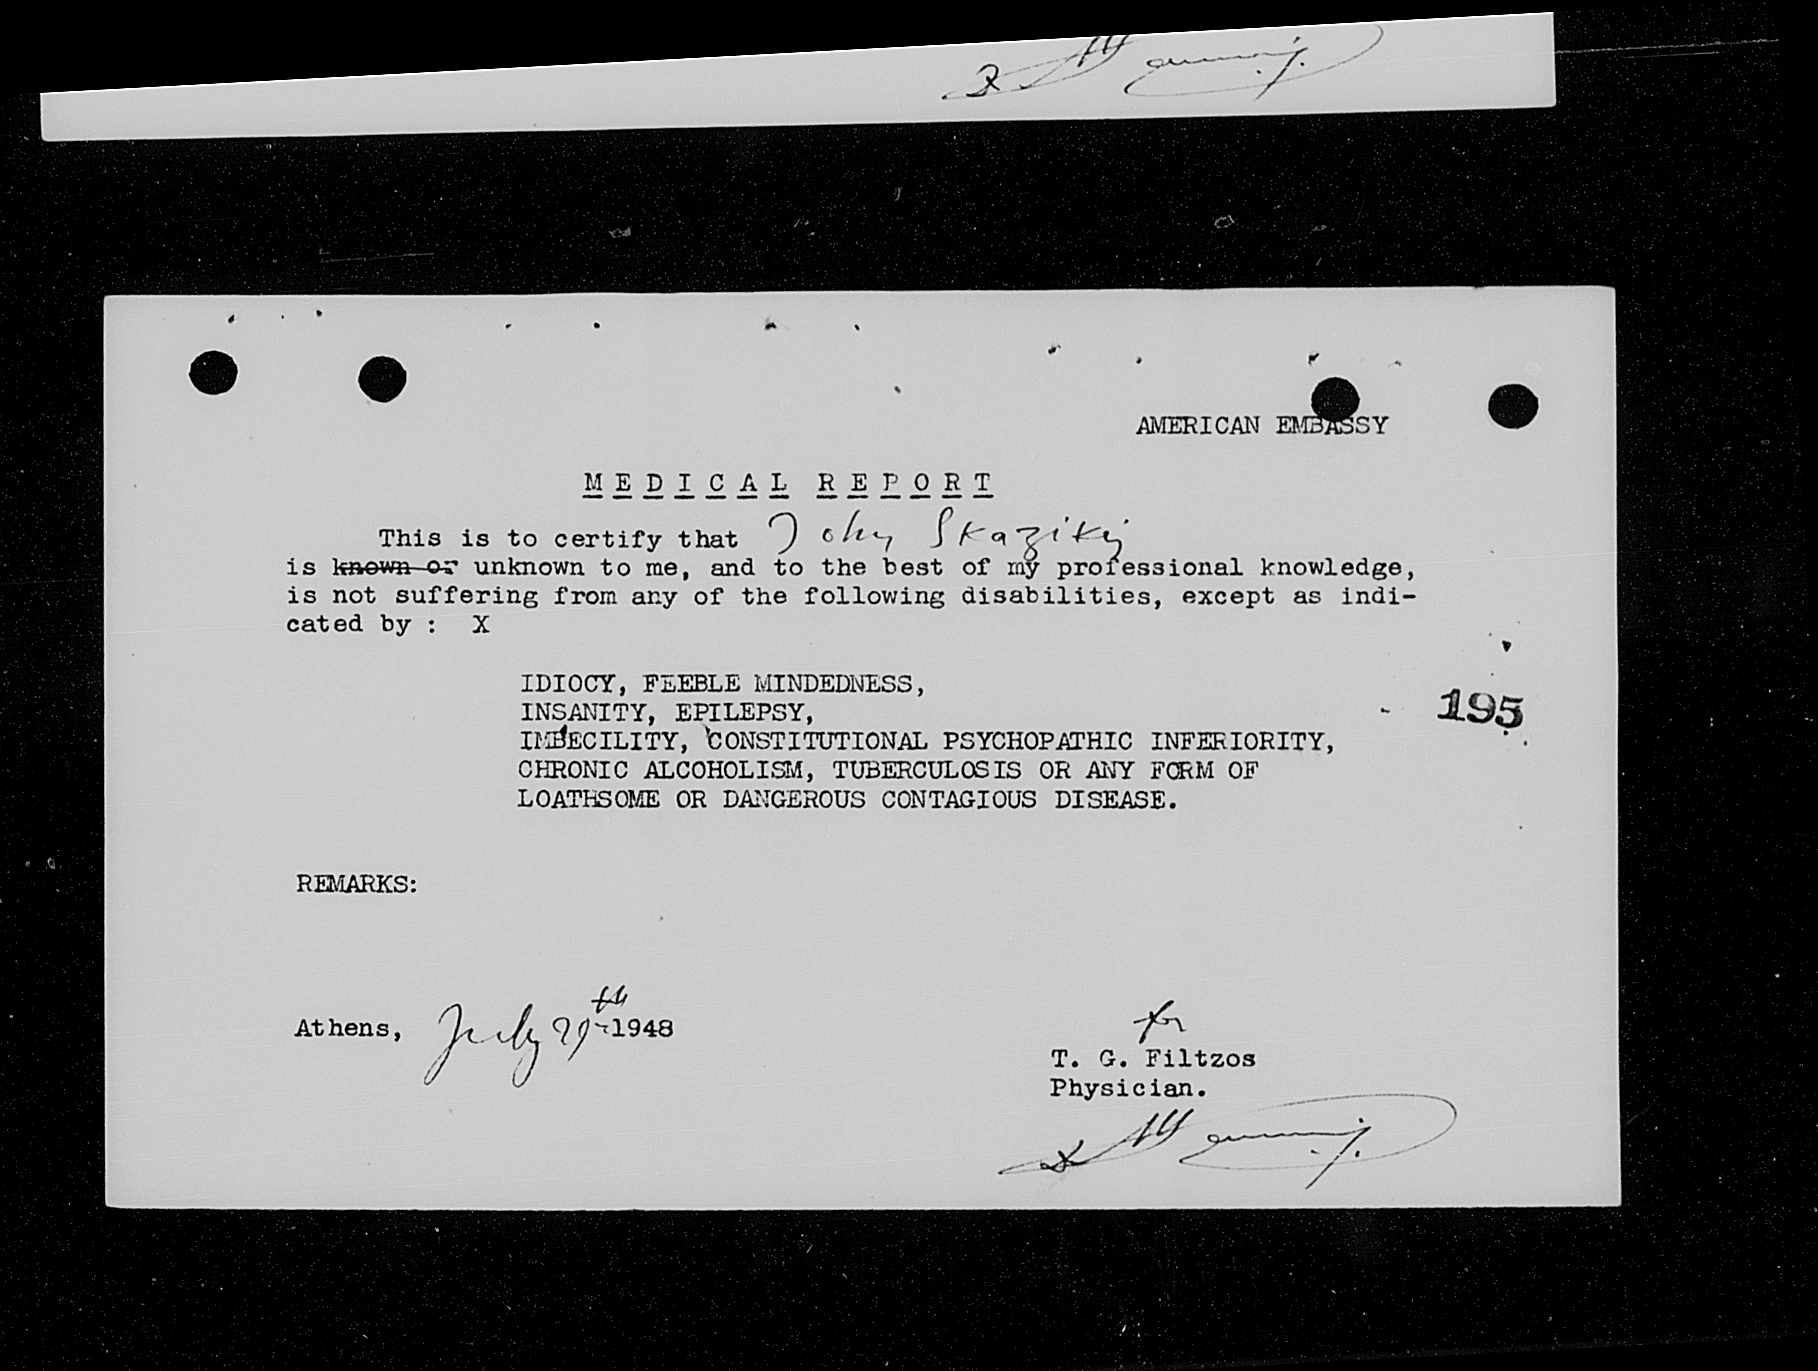 AMERICAN EMBASSY
MEDICAL REPORT
This is to certify that John Skazikis
is known or unknown to me, and to the best of my professional knowledge,
is not suffering from any of the following disabilities, except as indi-
cated by : X
IDIOCY, FEEBLE MINDEDNESS,
INSANITY, EPILEPSY,
195
IMBECILITY, CONSTITUTIONAL PSYCHOPATHIC INFERIORITY,
CHRONIC ALCOHOLISM, TUBERCULOSIS OR ANY FORM OF
LOATHSOME OR DANGEROUS CONTAGIOUS DISEASE.
REMARKS:
Athens, July 29th 1948
for
T. G. Filtzos
Physician.